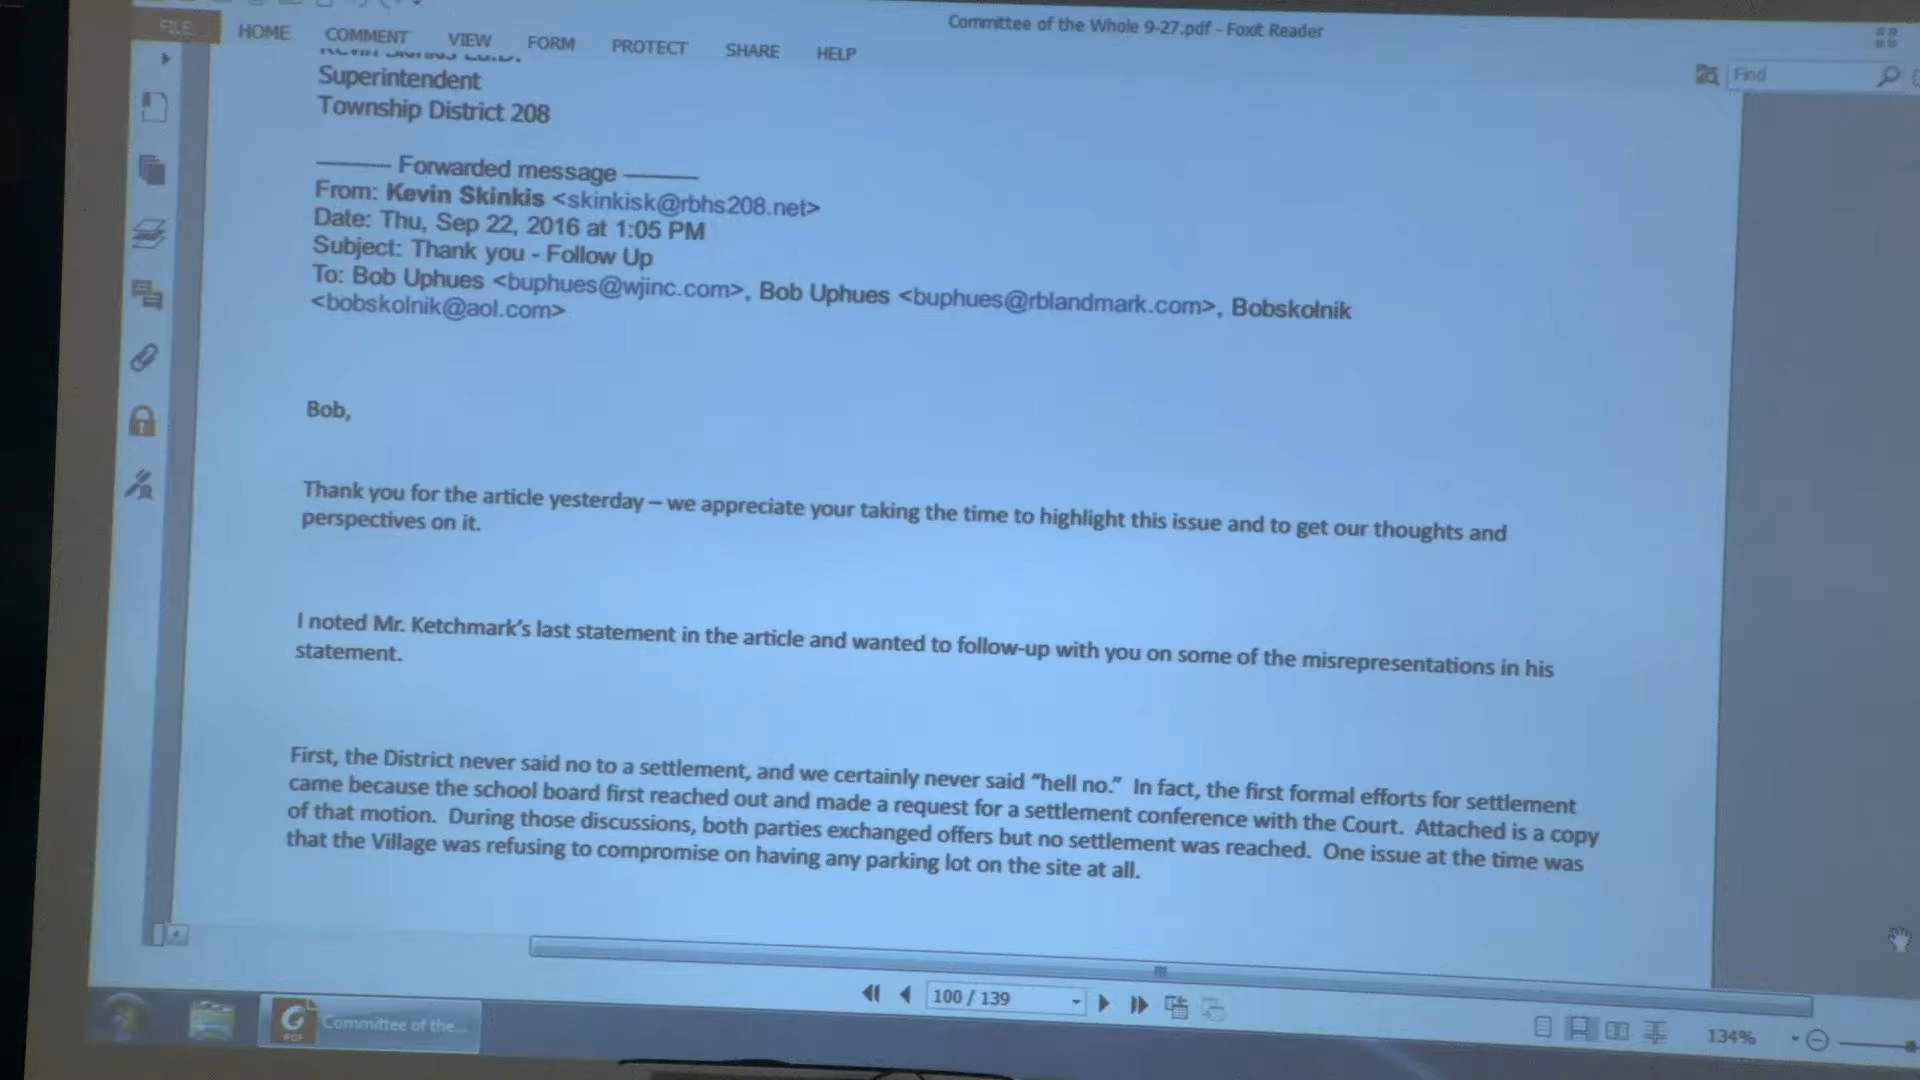 Committee of the Whole 9-27.pdf - Foxit Reader
FILE HOME COMMENT VIEW FORM PROTECT SHARE HELP
Find
Superintendent
Township District 208
——— Forwarded message ———
From: Kevin Skinkis <skinkisk@rbhs208.net>
Date: Thu, Sep 22, 2016 at 1:05 PM
Subject: Thank you - Follow Up
To: Bob Uphues <buphues@wjinc.com>, Bob Uphues <buphues@rblandmark.com>, Bobskolnik
<bobskolnik@aol.com>
Bob,
Thank you for the article yesterday – we appreciate your taking the time to highlight this issue and to get our thoughts and
perspectives on it.
I noted Mr. Ketchmark’s last statement in the article and wanted to follow-up with you on some of the misrepresentations in his
statement.
First, the District never said no to a settlement, and we certainly never said “hell no.” In fact, the first formal efforts for settlement
came because the school board first reached out and made a request for a settlement conference with the Court. Attached is a copy
of that motion. During those discussions, both parties exchanged offers but no settlement was reached. One issue at the time was
that the Village was refusing to compromise on having any parking lot on the site at all.
100 / 139
134%
Committee of the...
PDF